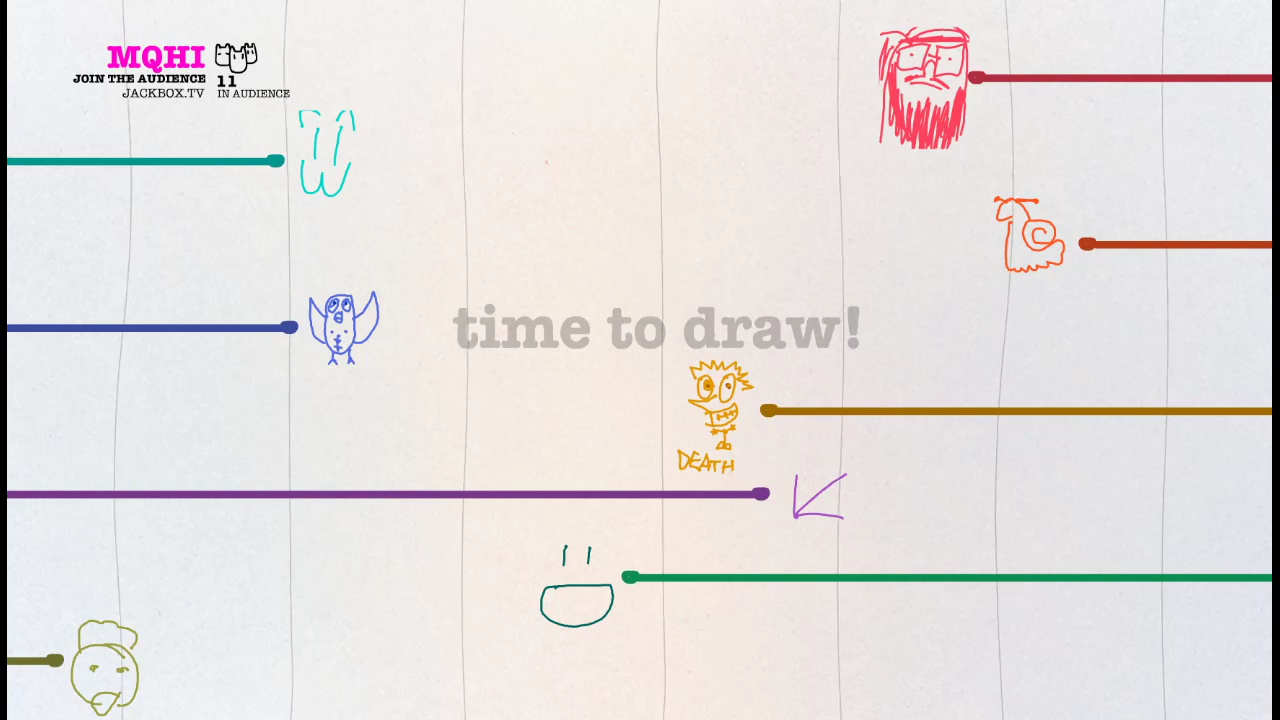 MQHI
JOIN THE AUDIENCE
JACKBOX.TV
11
IN AUDIENCE
time to draw!
DEATH